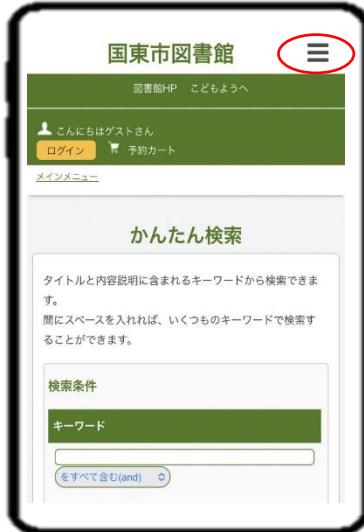 国東市図書館
図書館HP こどもようへ
こんにちはゲストさん
ログイン 予約カート
メインメニュー
かんたん検索
タイトルと内容説明に含まれるキーワードから検索できま
す。
間にスペースを入れれば、いくつものキーワードで検索す
ることができます。
検索条件
キーワード
をすべて含む(and)